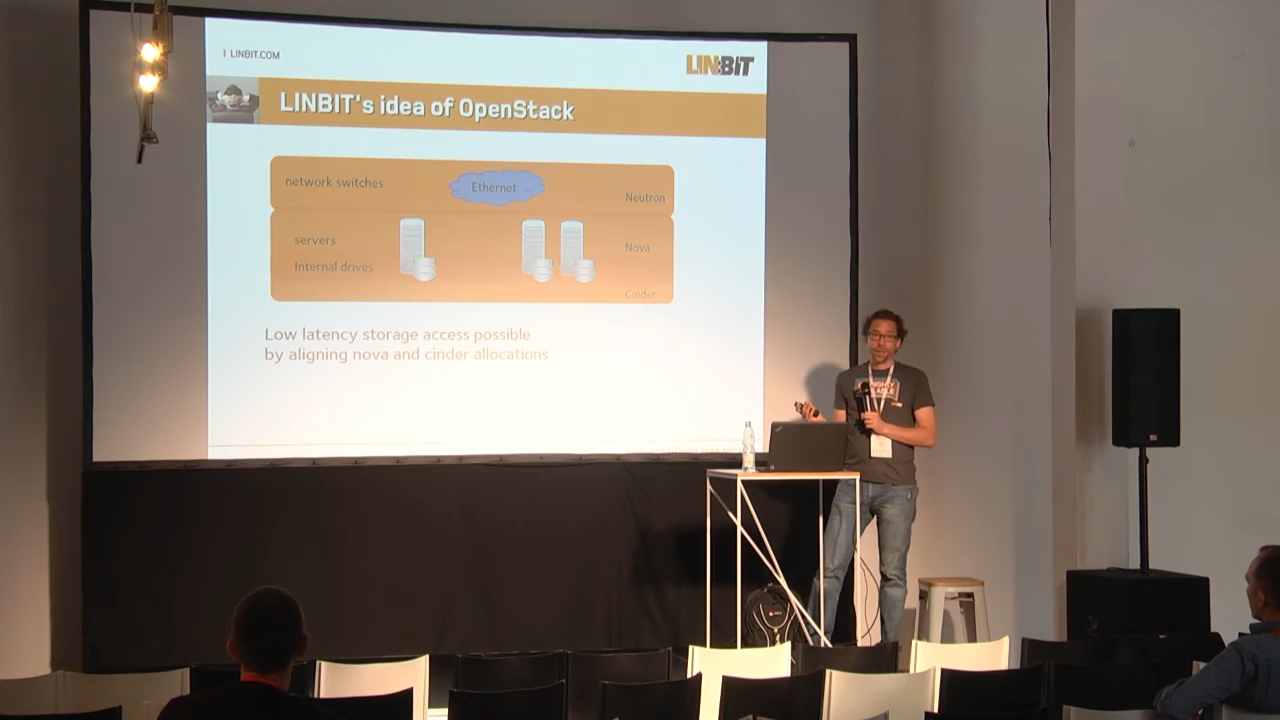 LINBIT.COM
LINBIT
LINBIT's idea of OpenStack
network switches
Ethernet
Neutron
servers
Nova
Internal drives
Cinder
Low latency storage access possible
by aligning nova and cinder allocations